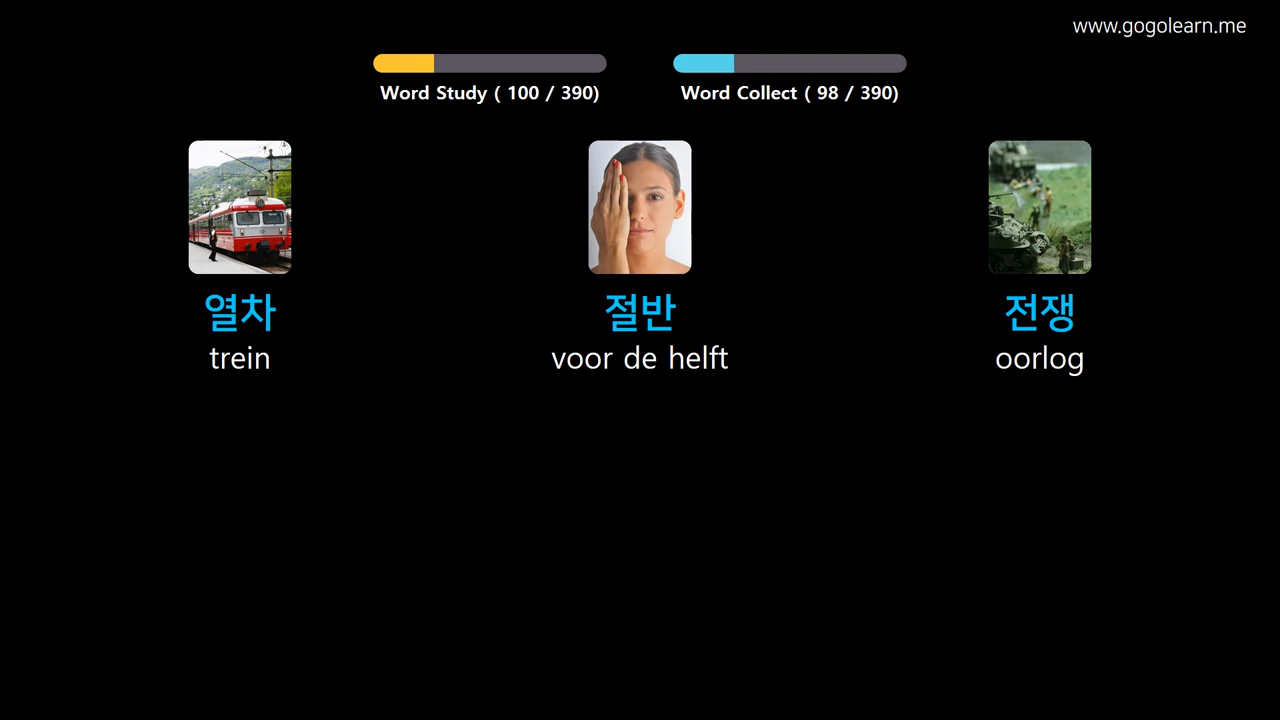 www.gogolearn.me
Word Study ( 100 / 390)
Word Collect ( 98 / 390)
열차
절반
전쟁
trein
voor de helft
oorlog